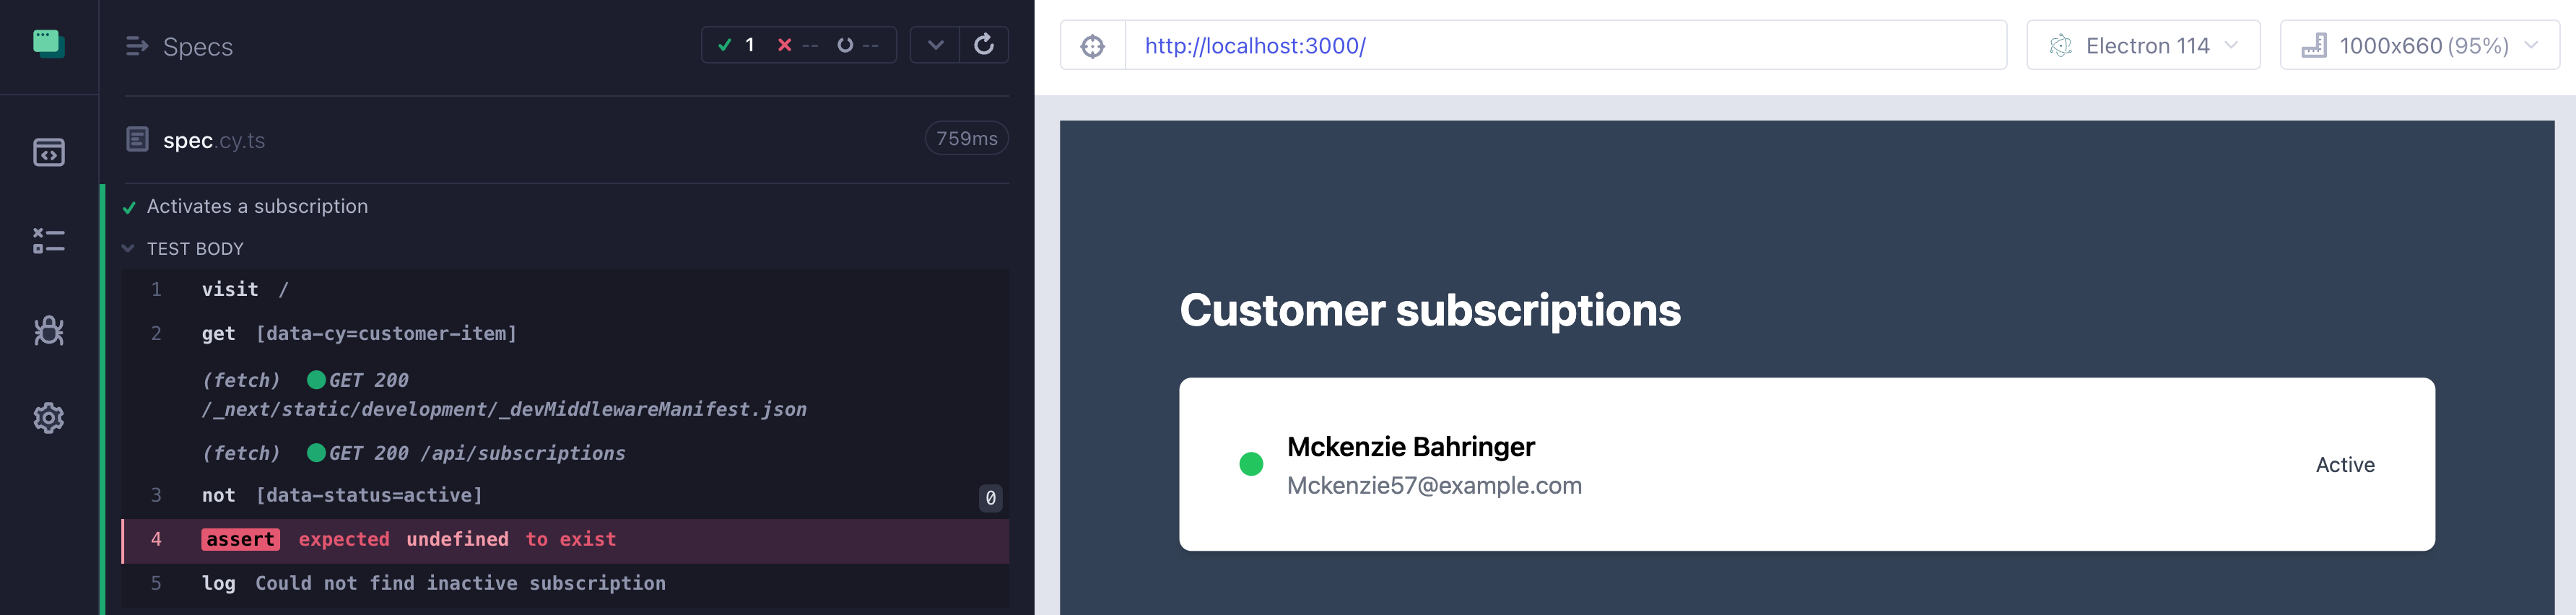 Specs
1 -- --
spec.cy.ts
759ms
Activates a subscription
TEST BODY
1 visit /
2 get [data-cy=customer-item]
(fetch) GET 200
/_next/static/development/_devMiddlewareManifest.json
(fetch) GET 200 /api/subscriptions
3 not [data-status=active] 0
4 assert expected undefined to exist
5 log Could not find inactive subscription
http://localhost:3000/
Electron 114
1000x660 (95%)
Customer subscriptions
Mckenzie Bahringer
Mckenzie57@example.com
Active